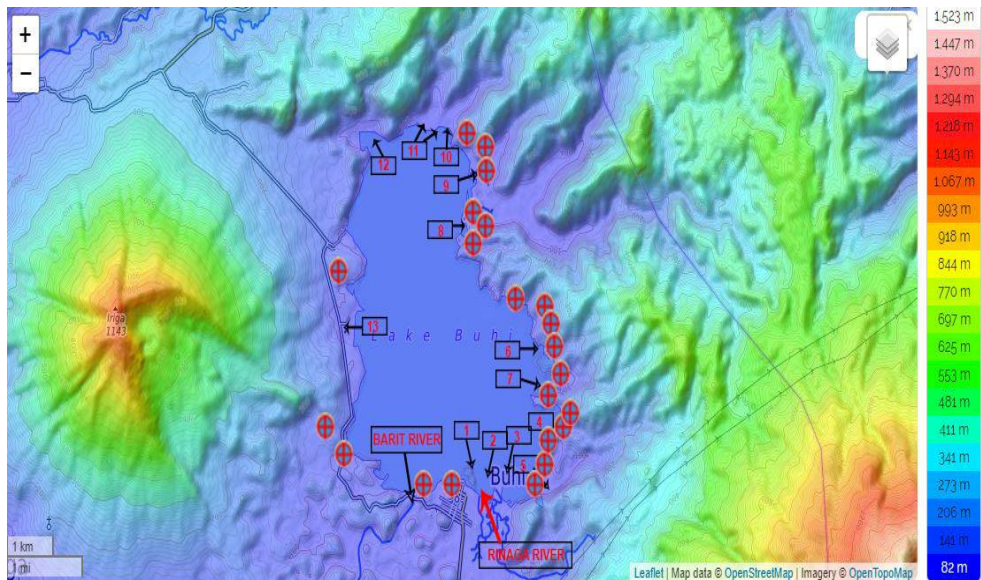 +
−
12
11
10
9
8
Iriga
1143
13
Lake Buhi
6
7
4
1
2
3
5
BARIT RIVER
Buhi
RINAGA RIVER
1 km
1 mi
Leaflet | Map data © OpenStreetMap | Imagery © OpenTopoMap
1.523 m
1.447 m
1.370 m
1.294 m
1.218 m
1.143 m
1.067 m
993 m
918 m
844 m
770 m
697 m
625 m
553 m
481 m
411 m
341 m
273 m
206 m
141 m
82 m